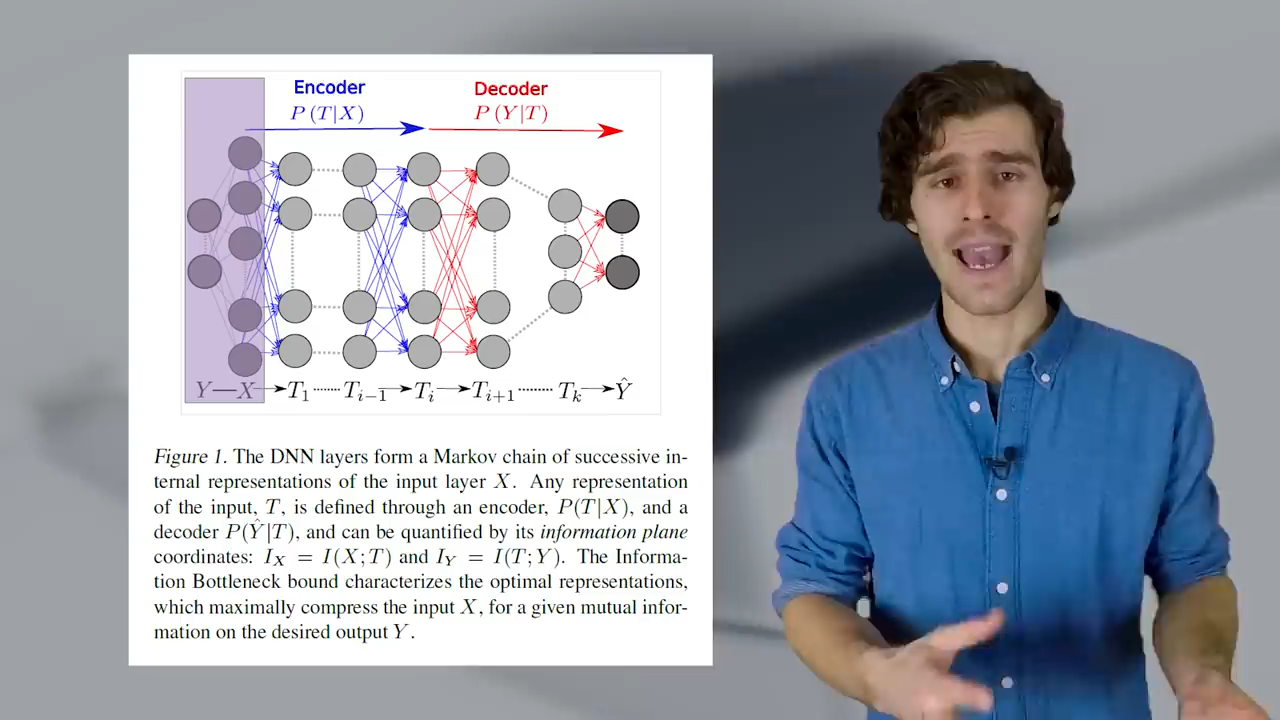 Encoder Decoder
P (T|X) P (Y|T)
Y — X → T₁ ........ Tᵢ₋₁ → Tᵢ → Tᵢ₊₁ ........ Tₖ → Ŷ
Figure 1. The DNN layers form a Markov chain of successive in-
ternal representations of the input layer X. Any representation
of the input, T, is defined through an encoder, P(T|X), and a
decoder P(Ŷ|T), and can be quantified by its information plane
coordinates: I_X = I(X;T) and I_Y = I(T;Y). The Informa-
tion Bottleneck bound characterizes the optimal representations,
which maximally compress the input X, for a given mutual infor-
mation on the desired output Y.